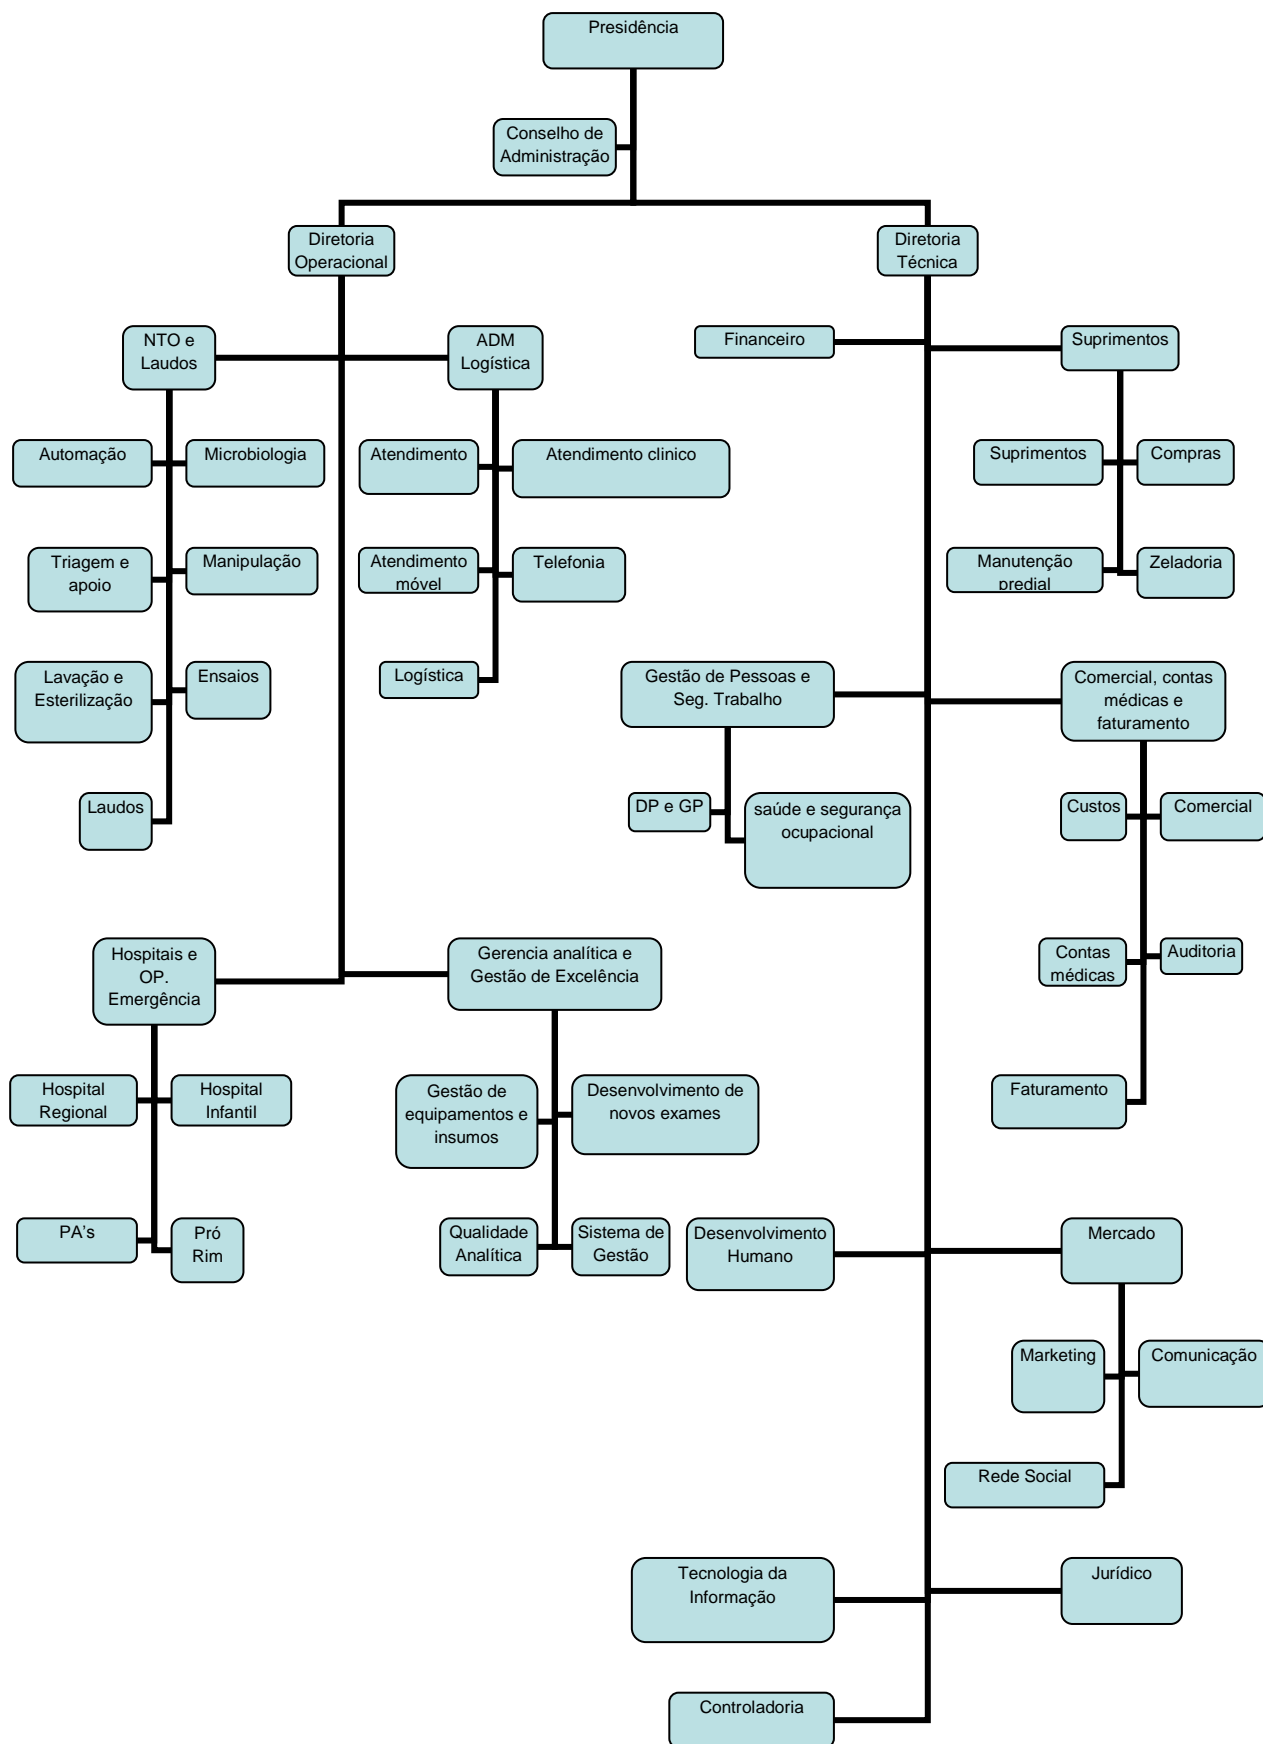 Presidência
Conselho de
Administração
Diretoria
Operacional
Diretoria
Técnica
NTO e
Laudos
ADM
Logística
Financeiro
Suprimentos
Automação
Microbiologia
Atendimento
Atendimento clinico
Suprimentos
Compras
Triagem e
apoio
Manipulação
Atendimento
móvel
Telefonia
Manutenção
predial
Zeladoria
Lavação e
Esterilização
Ensaios
Logística
Gestão de Pessoas e
Seg. Trabalho
Comercial, contas
médicas e
faturamento
Laudos
DP e GP
saúde e segurança
ocupacional
Custos
Comercial
Hospitais e
OP.
Emergência
Gerencia analítica e
Gestão de Excelência
Contas
médicas
Auditoria
Hospital
Regional
Hospital
Infantil
Gestão de
equipamentos e
insumos
Desenvolvimento de
novos exames
Faturamento
PA's
Pró
Rim
Qualidade
Analítica
Sistema de
Gestão
Desenvolvimento
Humano
Mercado
Marketing
Comunicação
Rede Social
Tecnologia da
Informação
Jurídico
Controladoria